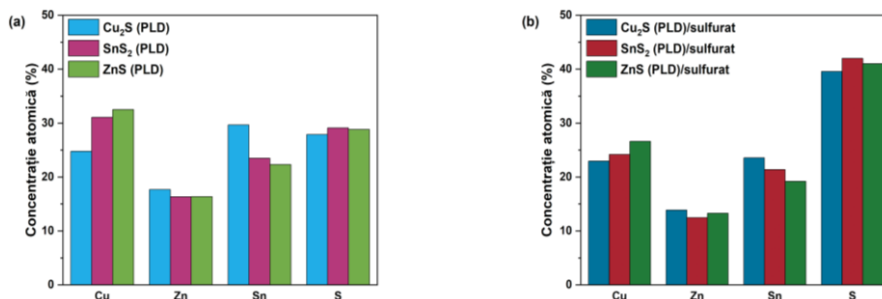 (a)
Cu₂S (PLD)
SnS₂ (PLD)
ZnS (PLD)
Concentrație atomică (%)
50
40
30
20
10
0
Cu Zn Sn S
(b)
Cu₂S (PLD)/sulfurat
SnS₂ (PLD)/sulfurat
ZnS (PLD)/sulfurat
Concentrație atomică (%)
50
40
30
20
10
0
Cu Zn Sn S